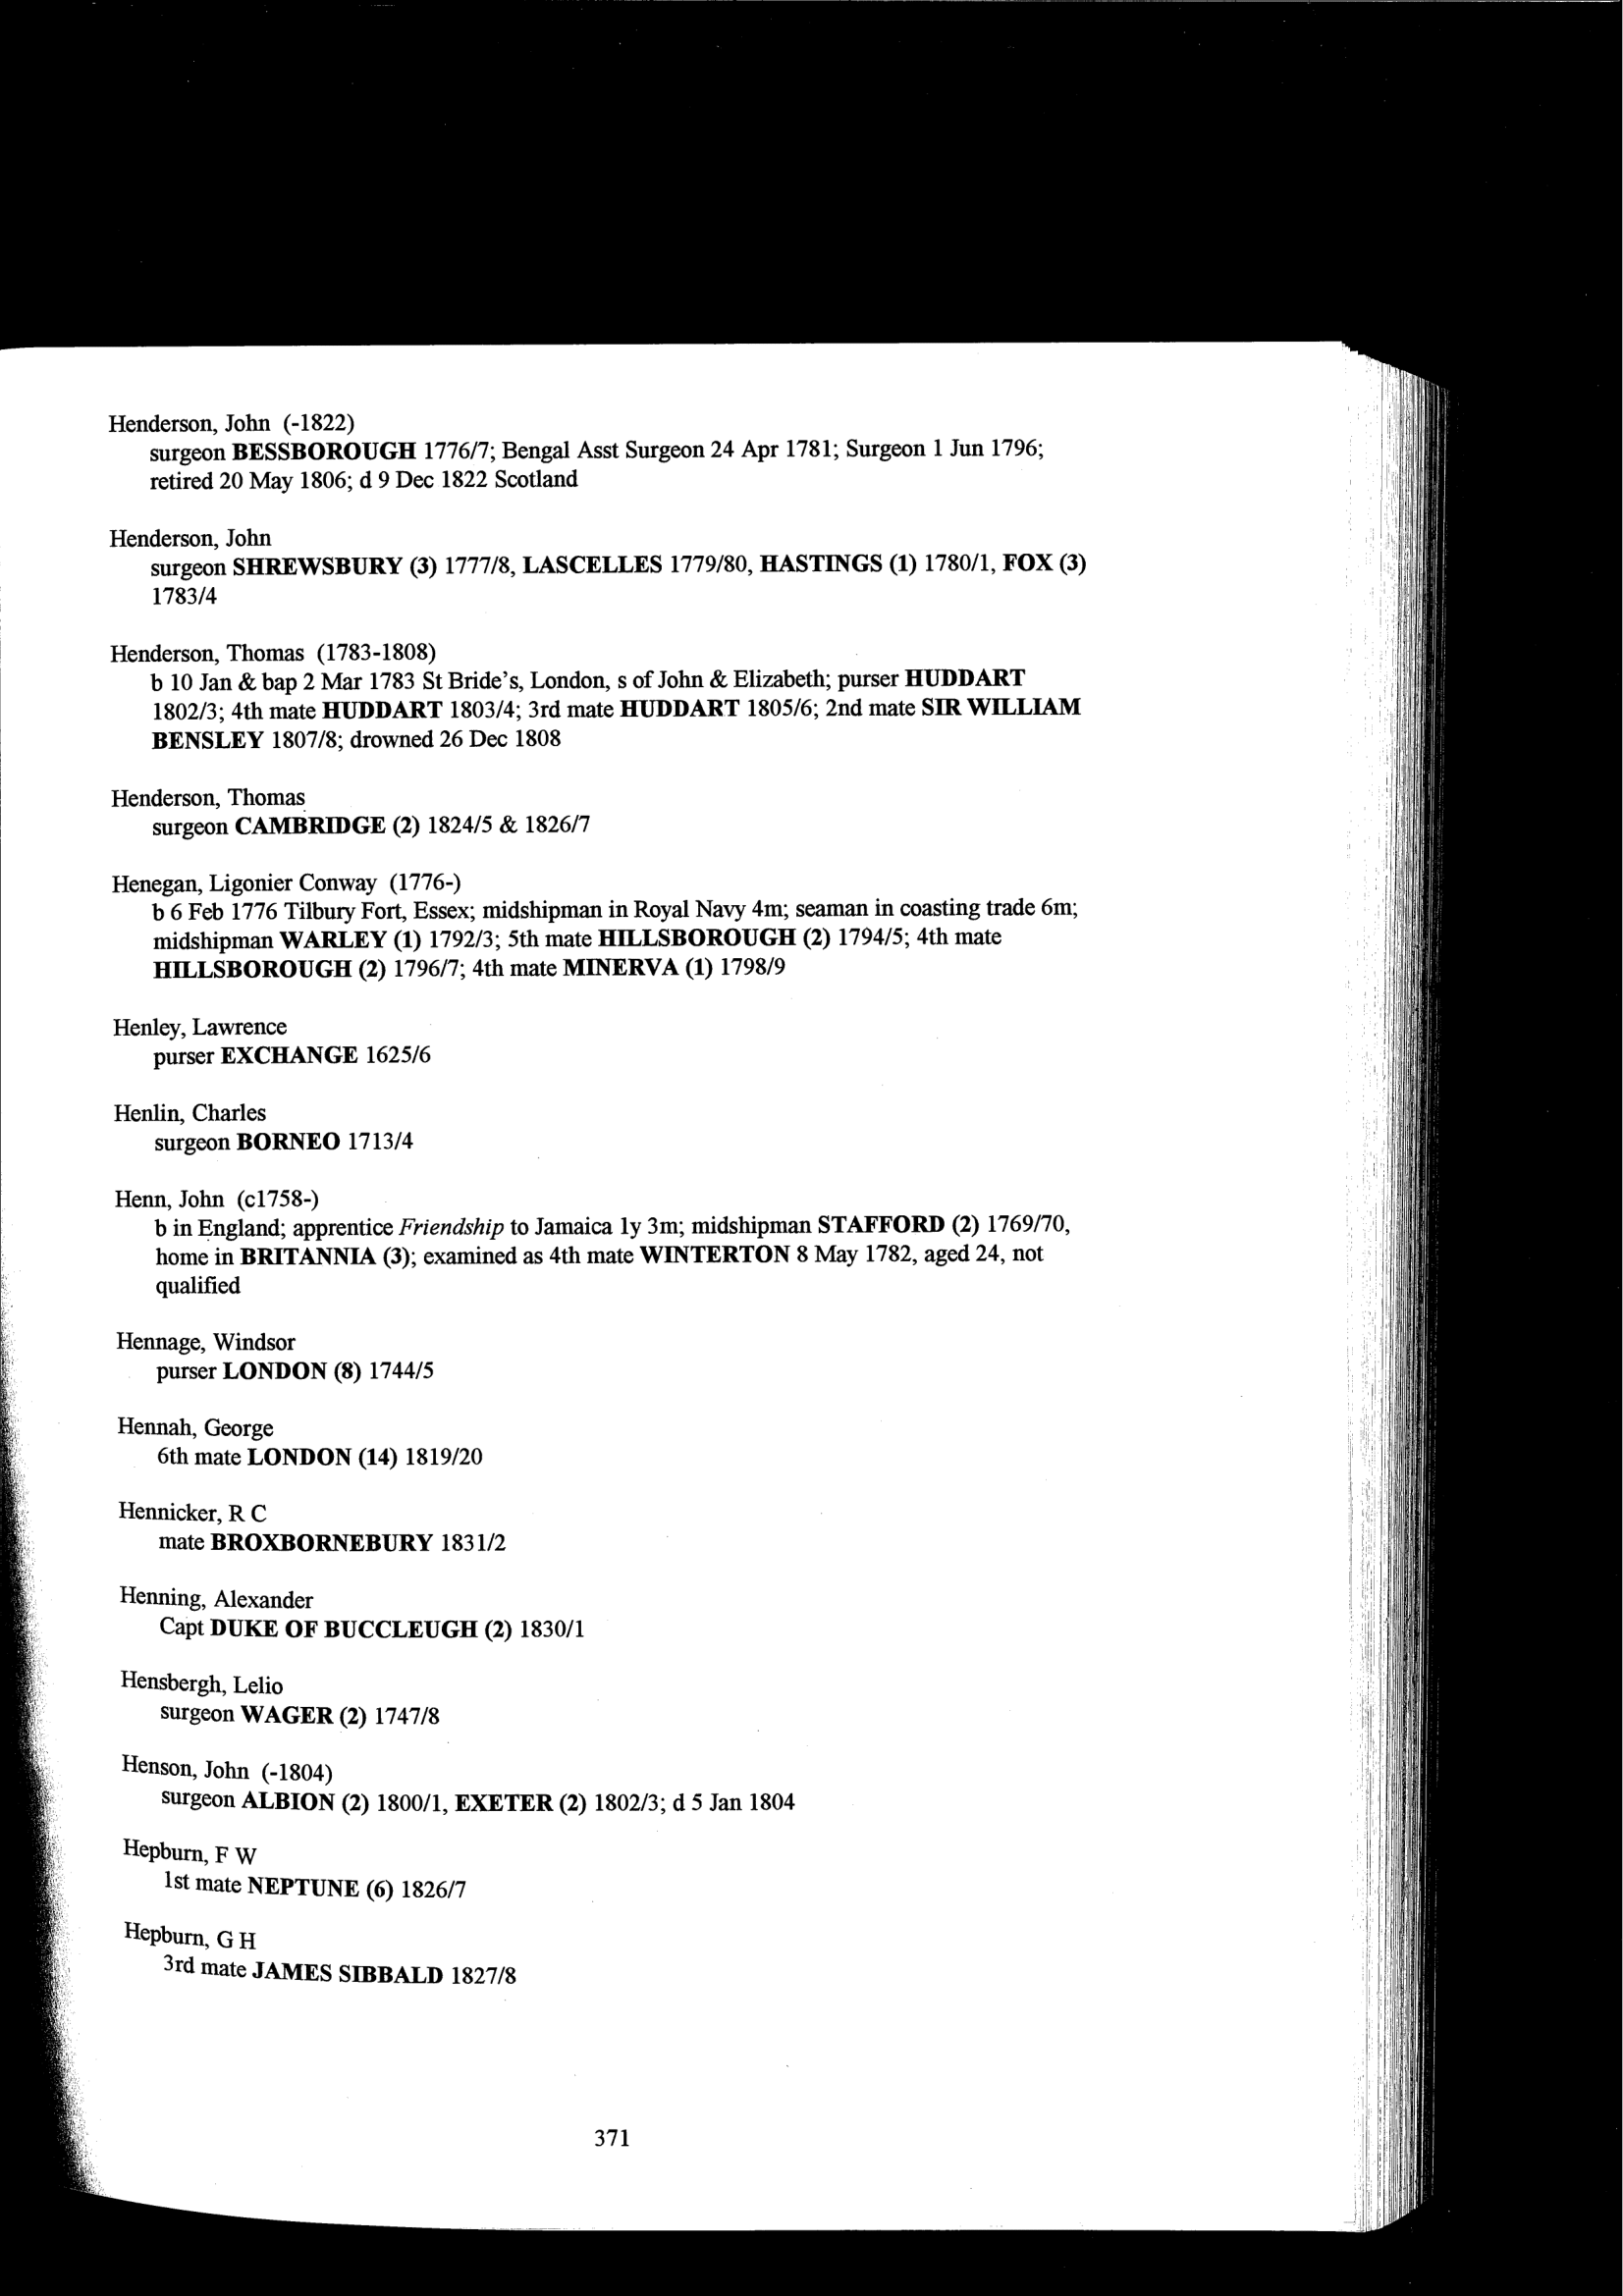 Henderson, John (-1822)
surgeon BESSBOROUGH 1776/7; Bengal Asst Surgeon 24 Apr 1781; Surgeon 1 Jun 1796;
retired 20 May 1806; d 9 Dec 1822 Scotland
Henderson, John
surgeon SHREWSBURY (3) 1777/8, LASCELLES 1779/80, HASTINGS (1) 1780/1, FOX (3)
1783/4
Henderson, Thomas (1783-1808)
b 10 Jan & bap 2 Mar 1783 St Bride's, London, s of John & Elizabeth; purser HUDDART
1802/3; 4th mate HUDDART 1803/4; 3rd mate HUDDART 1805/6; 2nd mate SIR WILLIAM
BENSLEY 1807/8; drowned 26 Dec 1808
Henderson, Thomas
surgeon CAMBRIDGE (2) 1824/5 & 1826/7
Henegan, Ligonier Conway (1776-)
b 6 Feb 1776 Tilbury Fort, Essex; midshipman in Royal Navy 4m; seaman in coasting trade 6m;
midshipman WARLEY (1) 1792/3; 5th mate HILLSBOROUGH (2) 1794/5; 4th mate
HILLSBOROUGH (2) 1796/7; 4th mate MINERVA (1) 1798/9
Henley, Lawrence
purser EXCHANGE 1625/6
Henlin, Charles
surgeon BORNEO 1713/4
Henn, John (c1758-)
b in England; apprentice Friendship to Jamaica 1y 3m; midshipman STAFFORD (2) 1769/70,
home in BRITANNIA (3); examined as 4th mate WINTERTON 8 May 1782, aged 24, not
qualified
Hennage, Windsor
purser LONDON (8) 1744/5
Hennah, George
6th mate LONDON (14) 1819/20
Hennicker, R C
mate BROXBORNEBURY 1831/2
Henning, Alexander
Capt DUKE OF BUCCLEUGH (2) 1830/1
Hensbergh, Lelio
surgeon WAGER (2) 1747/8
Henson, John (-1804)
surgeon ALBION (2) 1800/1, EXETER (2) 1802/3; d 5 Jan 1804
Hepburn, F W
1st mate NEPTUNE (6) 1826/7
Hepburn, G H
3rd mate JAMES SIBBALD 1827/8
371